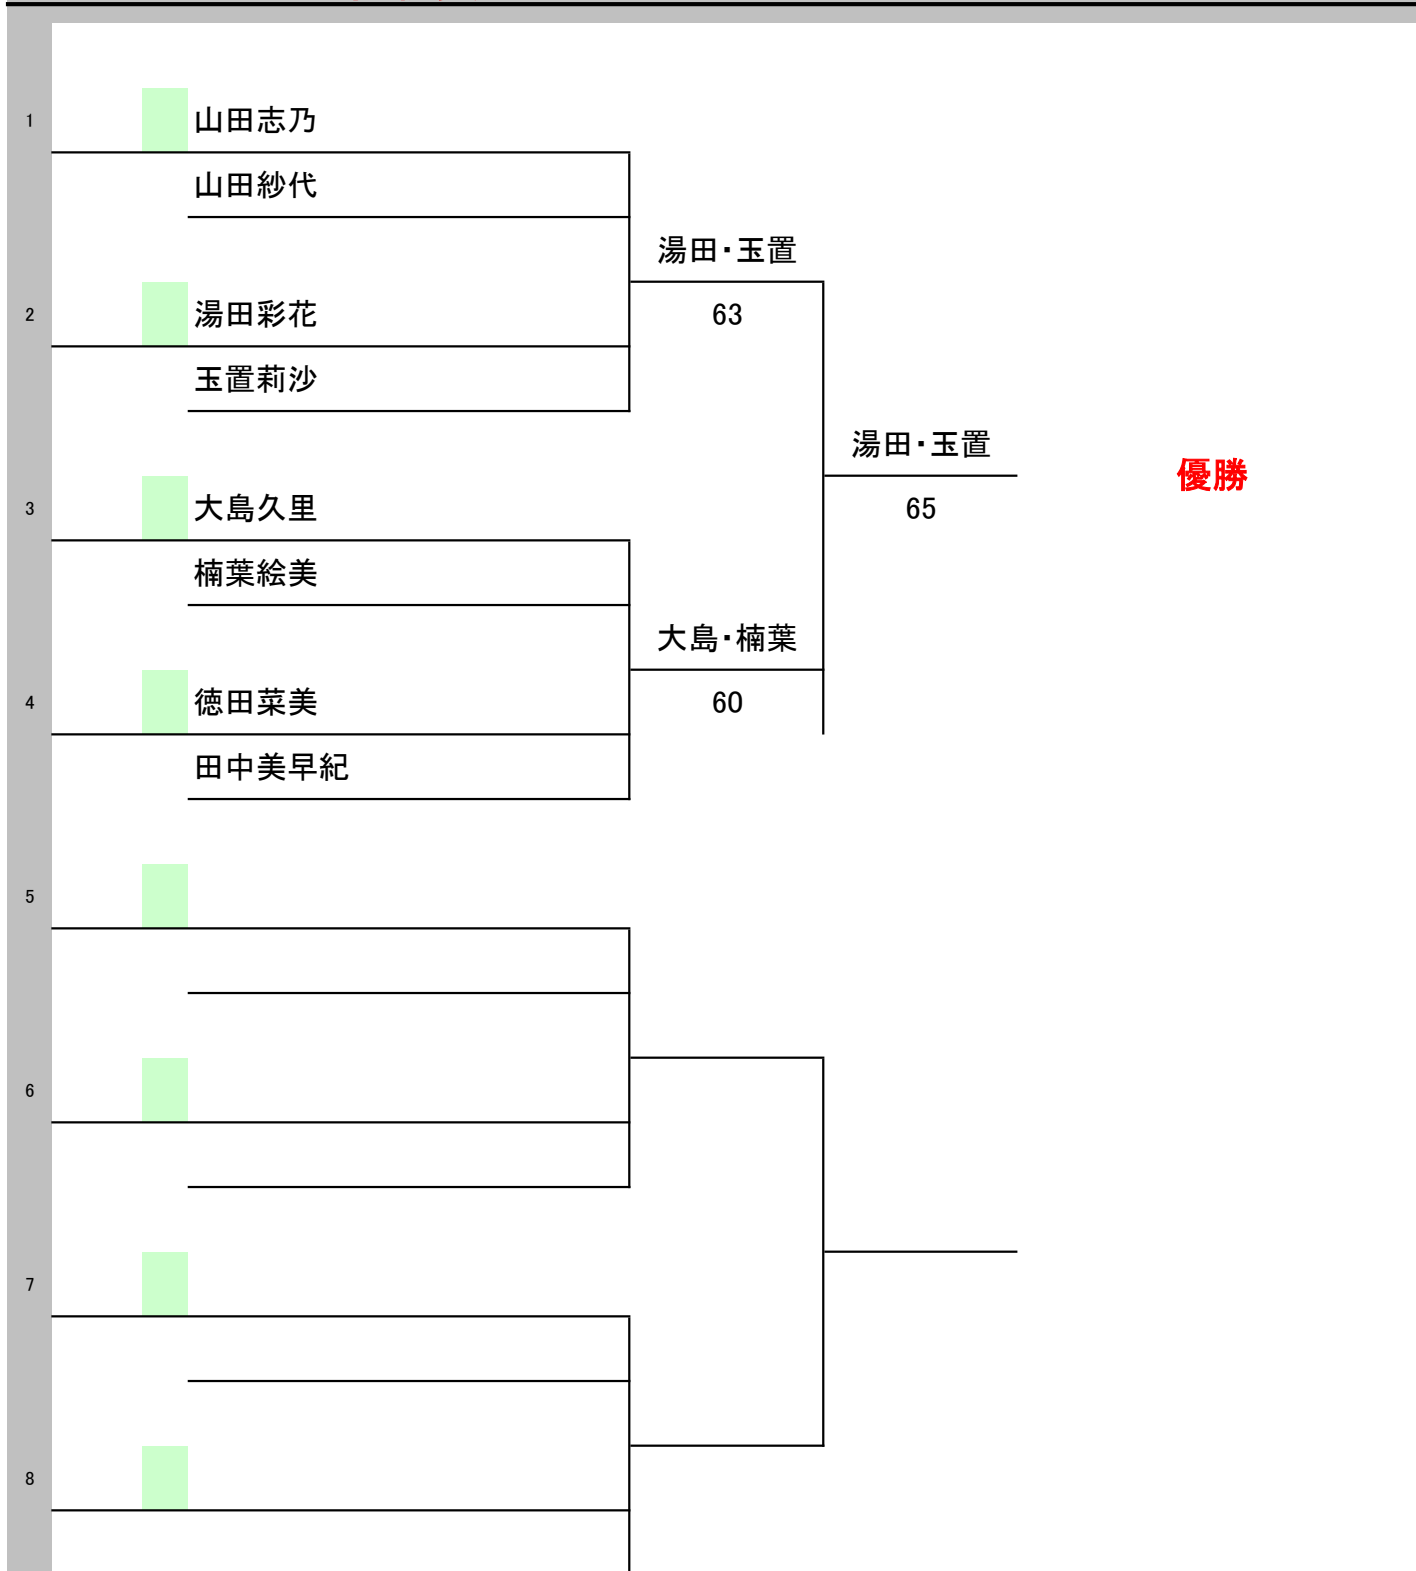 1 山田志乃
山田紗代
湯田・玉置
2 湯田彩花 63
玉置莉沙
湯田・玉置
優勝
3 大島久里 65
楠葉絵美
大島・楠葉
4 徳田菜美 60
田中美早紀
5
6
7
8